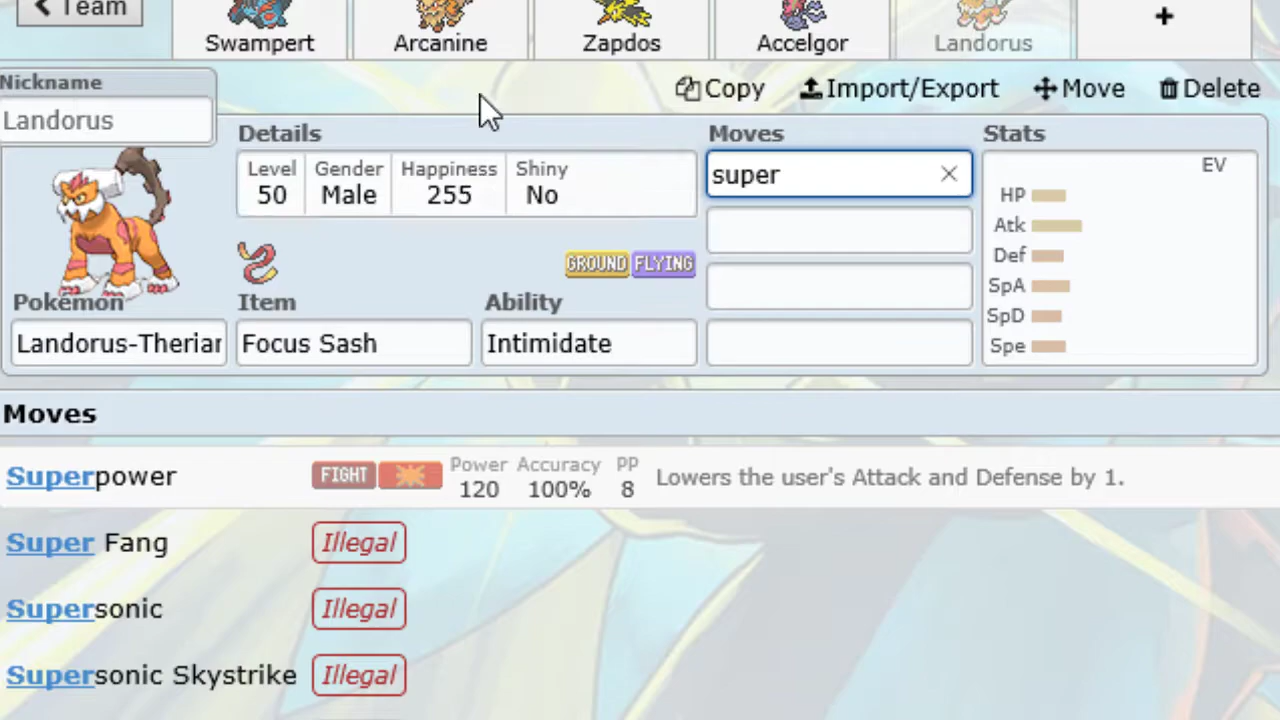 Team
Swampert
Arcanine
Zapdos
Accelgor
Landorus
+
Nickname
Landorus
Copy
Import/Export
Move
Delete
Details
Level
50
Gender
Male
Happiness
255
Shiny
No
GROUND FLYING
Pokémon
Landorus-Therian
Item
Focus Sash
Ability
Intimidate
Moves
super
Stats
EV
HP
Atk
Def
SpA
SpD
Spe
Moves
Superpower FIGHT Power 120 Accuracy 100% PP 8 Lowers the user's Attack and Defense by 1.
Super Fang Illegal
Supersonic Illegal
Supersonic Skystrike Illegal